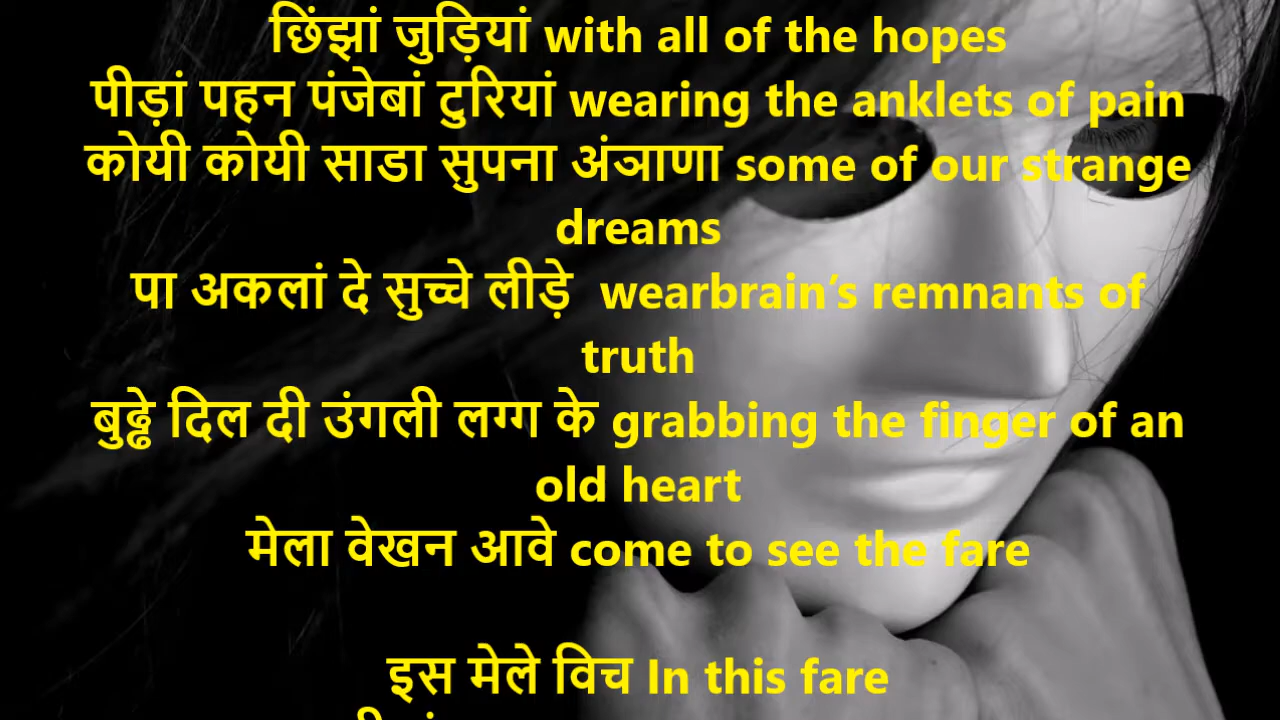 छिंझां जुड़ियां with all of the hopes
पीड़ां पहन पंजेबां टुरियां wearing the anklets of pain
कोयी कोयी साडा सुपना अंञाणा some of our strange
dreams
पा अकलां दे सुच्चे लीड़े wearbrain’s remnants of
truth
बुढ्ढे दिल दी उंगली लग्ग के grabbing the finger of an
old heart
मेला वेखन आवे come to see the fare
इस मेले विच In this fare